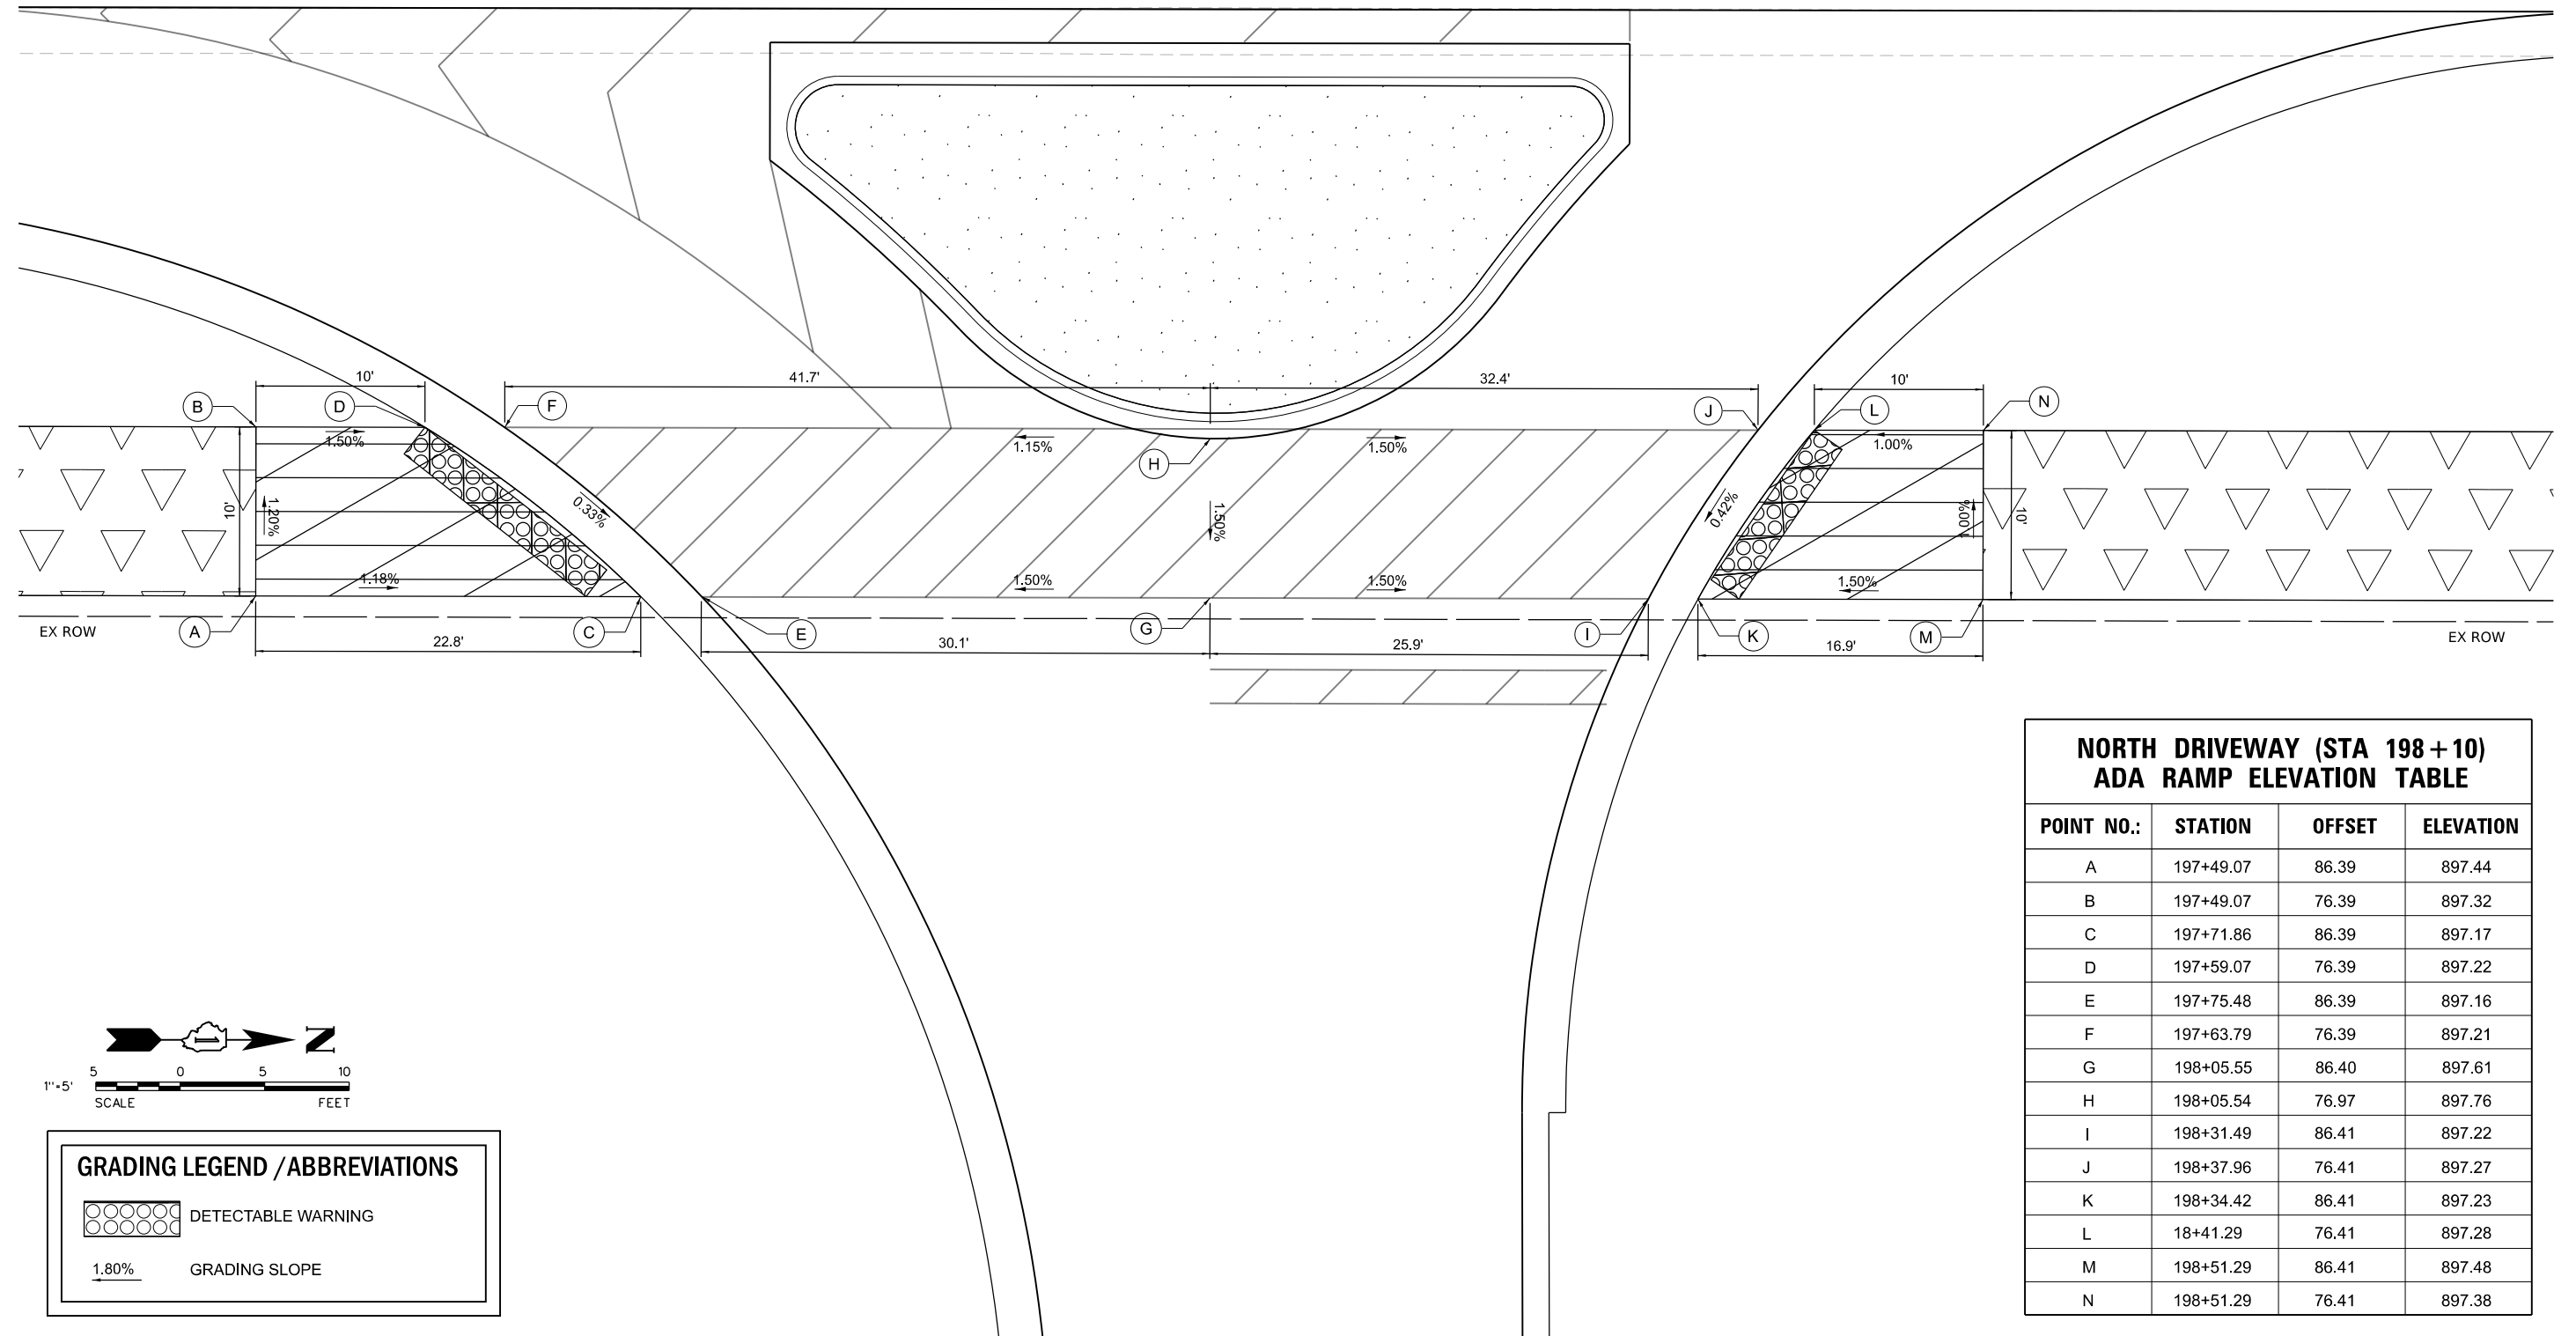 41.7'
32.4'
10'
10'
B
D
F
J
L
N
1.50%
1.15%
1.50%
1.00%
H
10'
1.20%
0.33%
1.50%
0.42%
1.00%
10'
1.18%
1.50%
1.50%
1.50%
EX ROW
A
C
E
G
I
K
M
EX ROW
22.8'
30.1'
25.9'
16.9'
NORTH DRIVEWAY (STA 198+10)
ADA RAMP ELEVATION TABLE
POINT NO.: STATION OFFSET ELEVATION
A 197+49.07 86.39 897.44
B 197+49.07 76.39 897.32
C 197+71.86 86.39 897.17
D 197+59.07 76.39 897.22
E 197+75.48 86.39 897.16
F 197+63.79 76.39 897.21
G 198+05.55 86.40 897.61
H 198+05.54 76.97 897.76
I 198+31.49 86.41 897.22
J 198+37.96 76.41 897.27
K 198+34.42 86.41 897.23
L 18+41.29 76.41 897.28
M 198+51.29 86.41 897.48
N 198+51.29 76.41 897.38
N
5 0 5 10
1"=5'
SCALE FEET
GRADING LEGEND / ABBREVIATIONS
DETECTABLE WARNING
1.80% GRADING SLOPE